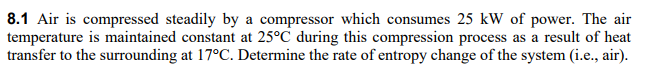 8.1 Air is compressed steadily by a compressor which consumes 25 kW of power. The air
temperature is maintained constant at 25°C during this compression process as a result of heat
transfer to the surrounding at 17°C. Determine the rate of entropy change of the system (i.e., air).